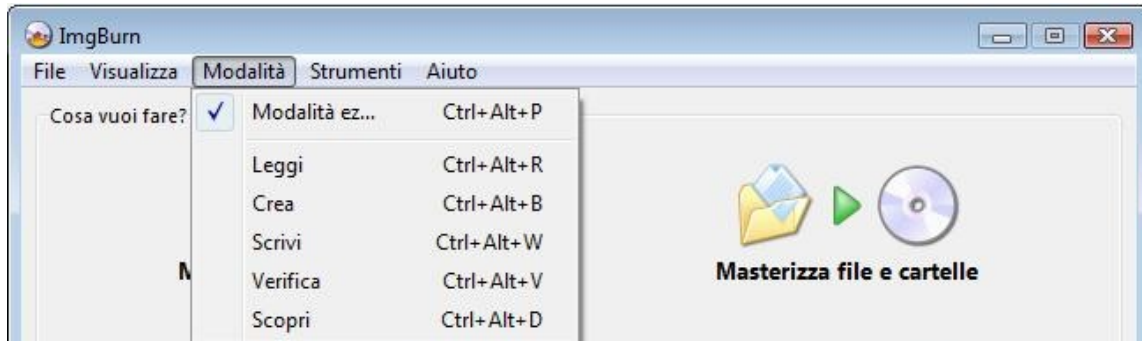 ImgBurn
File Visualizza Modalità Strumenti Aiuto
Cosa vuoi fare?
Modalità ez... Ctrl+Alt+P
Leggi Ctrl+Alt+R
Crea Ctrl+Alt+B
Scrivi Ctrl+Alt+W
Verifica Ctrl+Alt+V
Scopri Ctrl+Alt+D
Masterizza file e cartelle